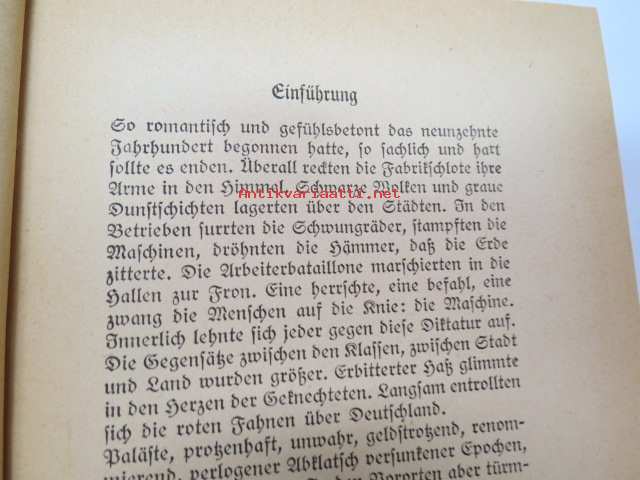 Einführung
So romantisch und gefühlsbetont das neunzehnte
Jahrhundert begonnen hatte, so sachlich und hart
sollte es enden. Überall reckten die Fabrikschlote ihre
Arme in den Himmel. Schwarze Wolken und graue
Antikvariaatti.net
Dunstschichten lagerten über den Städten. In den
Betrieben surrten die Schwungräder, stampften die
Maschinen, dröhnten die Hämmer, daß die Erde
zitterte. Die Arbeiterbataillone marschierten in die
Hallen zur Fron. Eine herrschte, eine befahl, eine
zwang die Menschen auf die Knie: die Maschine.
Innerlich lehnte sich jeder gegen diese Diktatur auf.
Die Gegensätze zwischen den Klassen, zwischen Stadt
und Land wurden größer. Erbitterter Haß glimmte
in den Herzen der Geknechteten. Langsam entrollten
sich die roten Fahnen über Deutschland.
Paläste, protzenhaft, unwahr, geldstrotzend, renom-
mierend, verlogener Abklatsch versunkener Epochen,
Vororten aber türm-